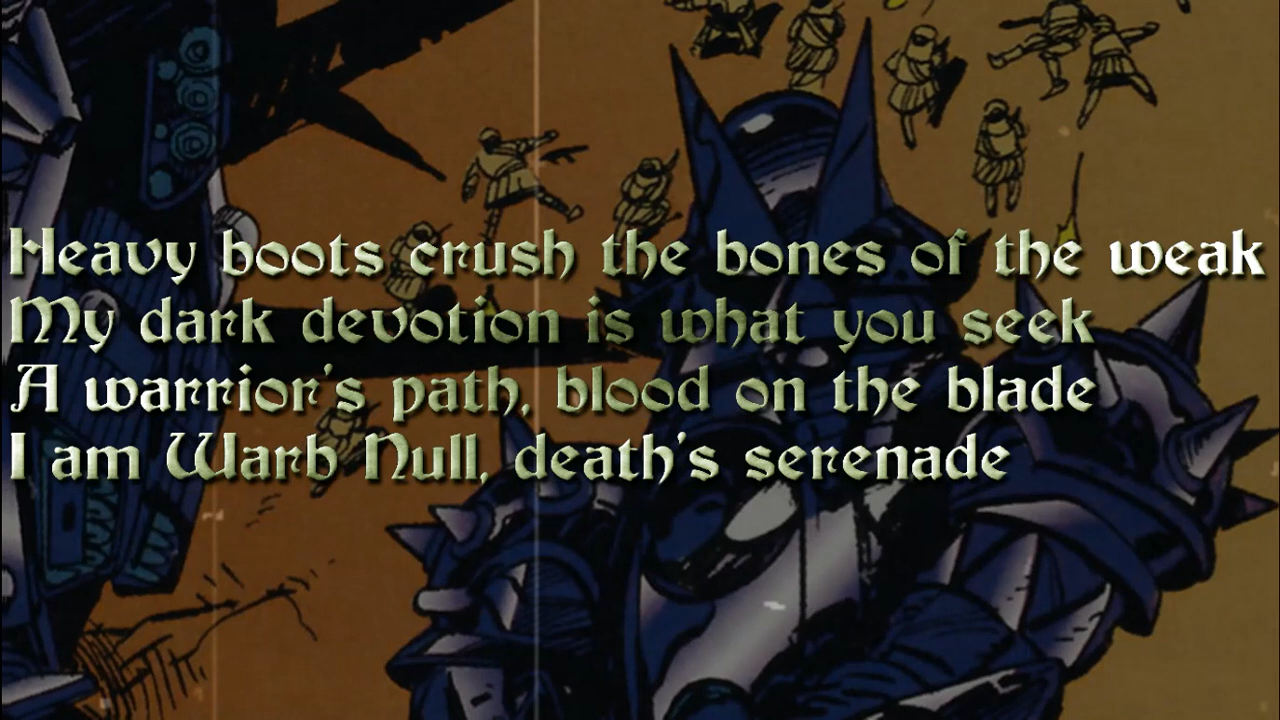 Heavy boots crush the bones of the weak
My dark devotion is what you seek
A warrior's path, blood on the blade
I am Warb Null, death's serenade